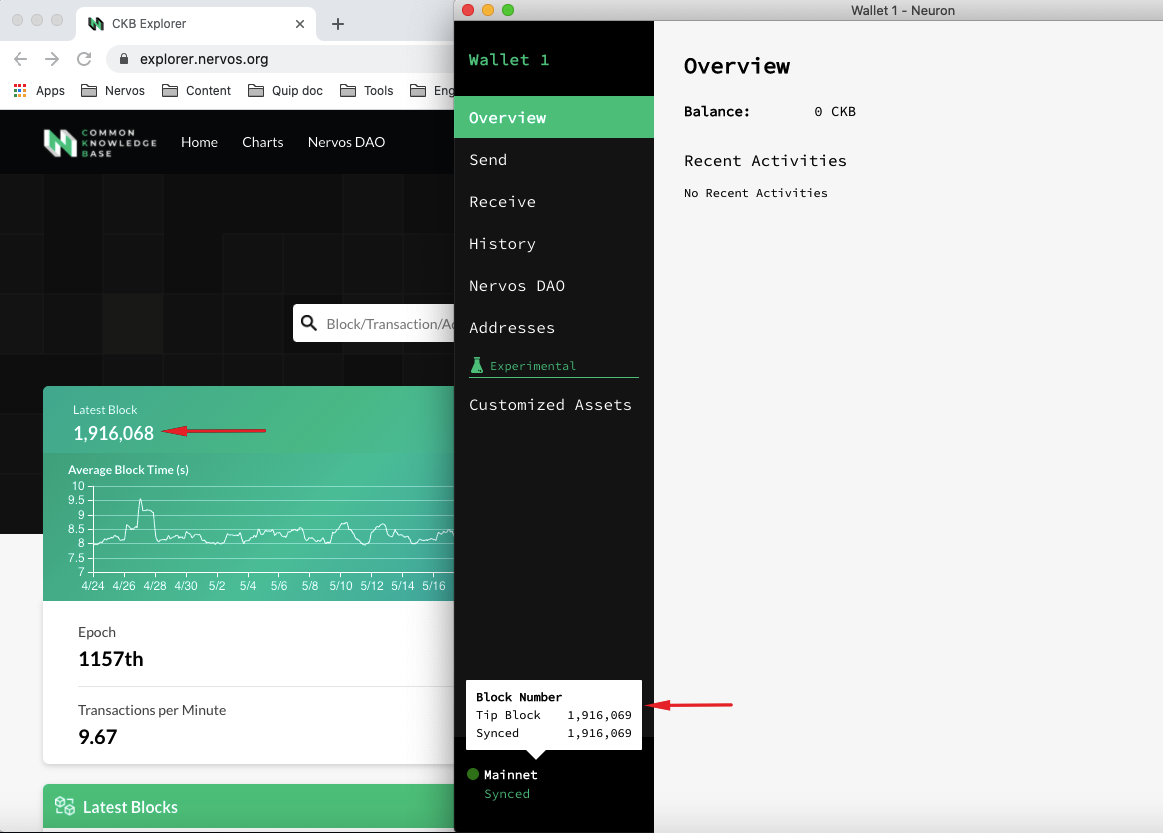 CKB Explorer
explorer.nervos.org
Apps Nervos Content Quip doc Tools
COMMON
KNOWLEDGE
BASE
Home Charts Nervos DAO
Block/Transaction/
Latest Block
1,916,068
Average Block Time (s)
10
9.5
9
8.5
8
7.5
7
4/24 4/26 4/28 4/30 5/2 5/4 5/6 5/8 5/10 5/12 5/14 5/16
Epoch
1157th
Transactions per Minute
9.67
Latest Blocks
Wallet 1 - Neuron
Wallet 1
Overview
Send
Receive
History
Nervos DAO
Addresses
Experimental
Customized Assets
Block Number
Tip Block 1,916,069
Synced 1,916,069
Mainnet
Synced
Overview
Balance: 0 CKB
Recent Activities
No Recent Activities